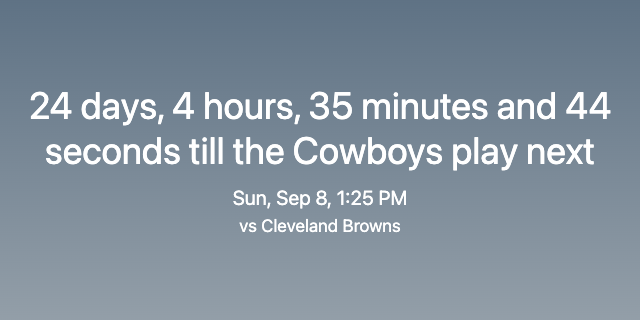 24 days, 4 hours, 35 minutes and 44
seconds till the Cowboys play next
Sun, Sep 8, 1:25 PM
vs Cleveland Browns